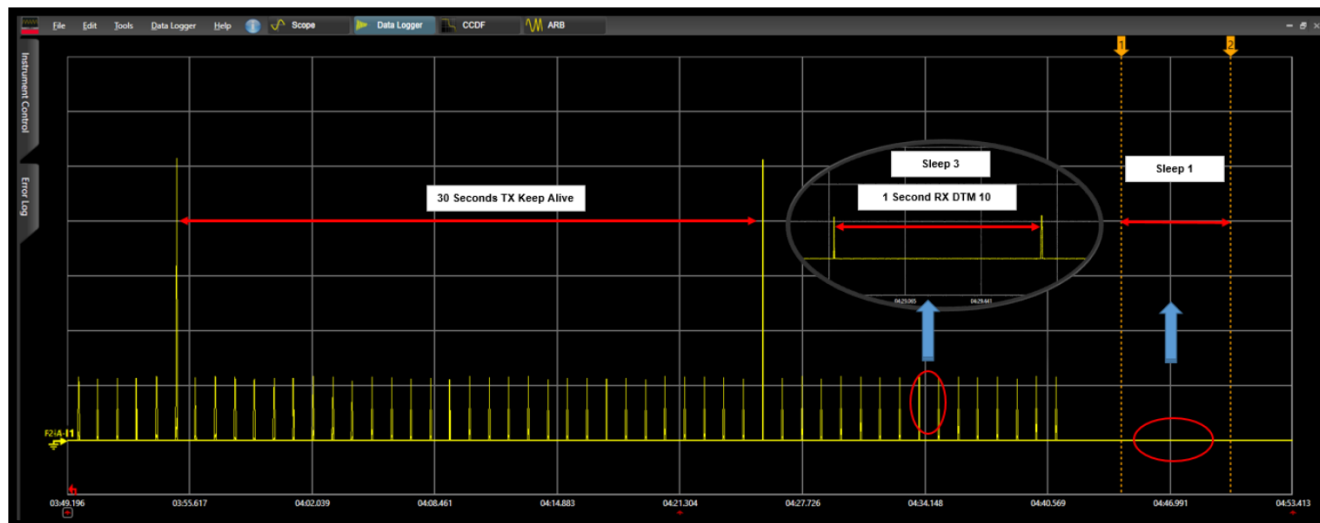 File Edit Tools Data Logger Help Scope Data Logger CCDF ARB
Instrument Control
Error Log
1 2
Sleep 3
Sleep 1
1 Second RX DTM 10
30 Seconds TX Keep Alive
03:49.196 03:55.617 04:02.039 04:08.461 04:14.883 04:21.304 04:27.726 04:34.148 04:40.569 04:46.991 04:53.413